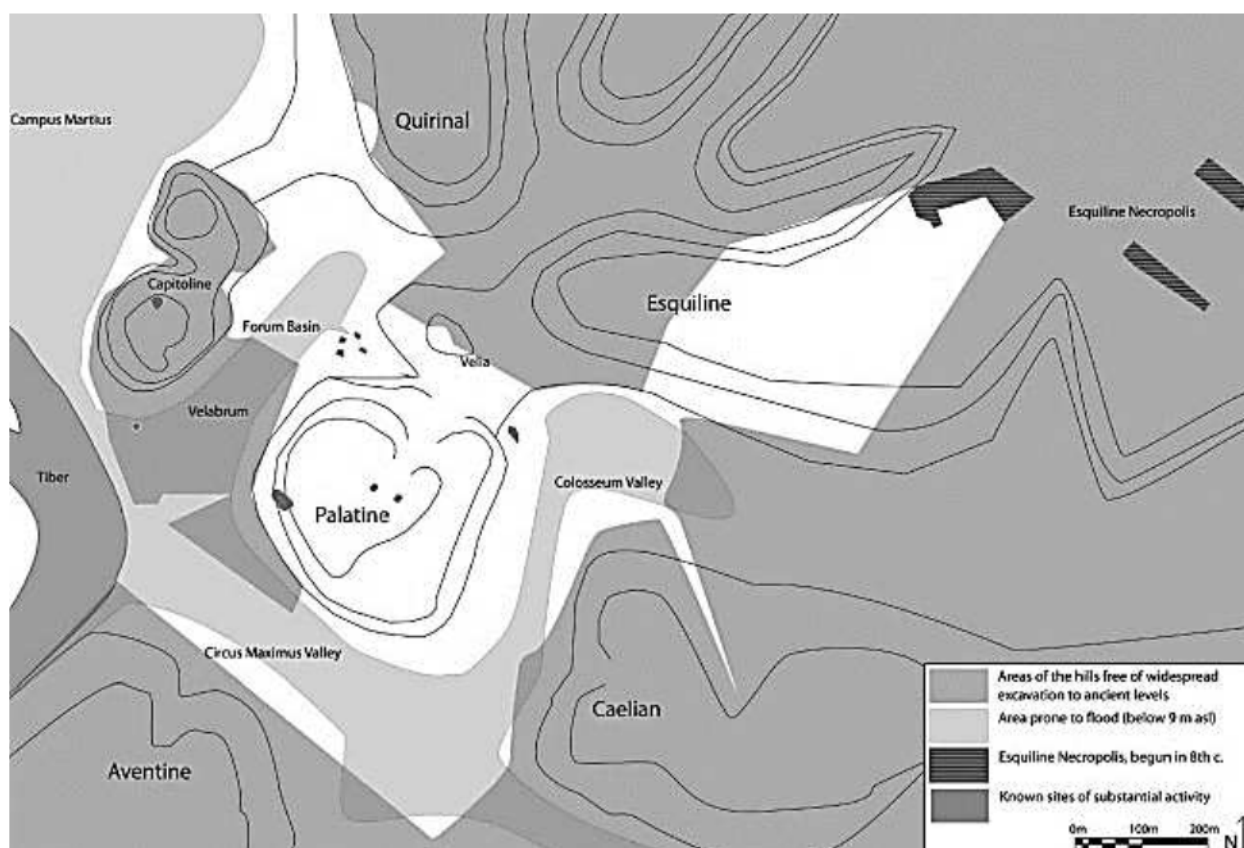 Campus Martius
Quirinal
Esquiline Necropolis
Capitoline
Esquiline
Forum Basin
Velia
Velabrum
Tiber
Colosseum Valley
Palatine
Circus Maximus Valley
Caelian
Aventine
Areas of the hills free of widespread
excavation to ancient levels
Area prone to flood (below 9 m asl)
Esquiline Necropolis, begun in 8th c.
Known sites of substantial activity
0m 100m 200m N